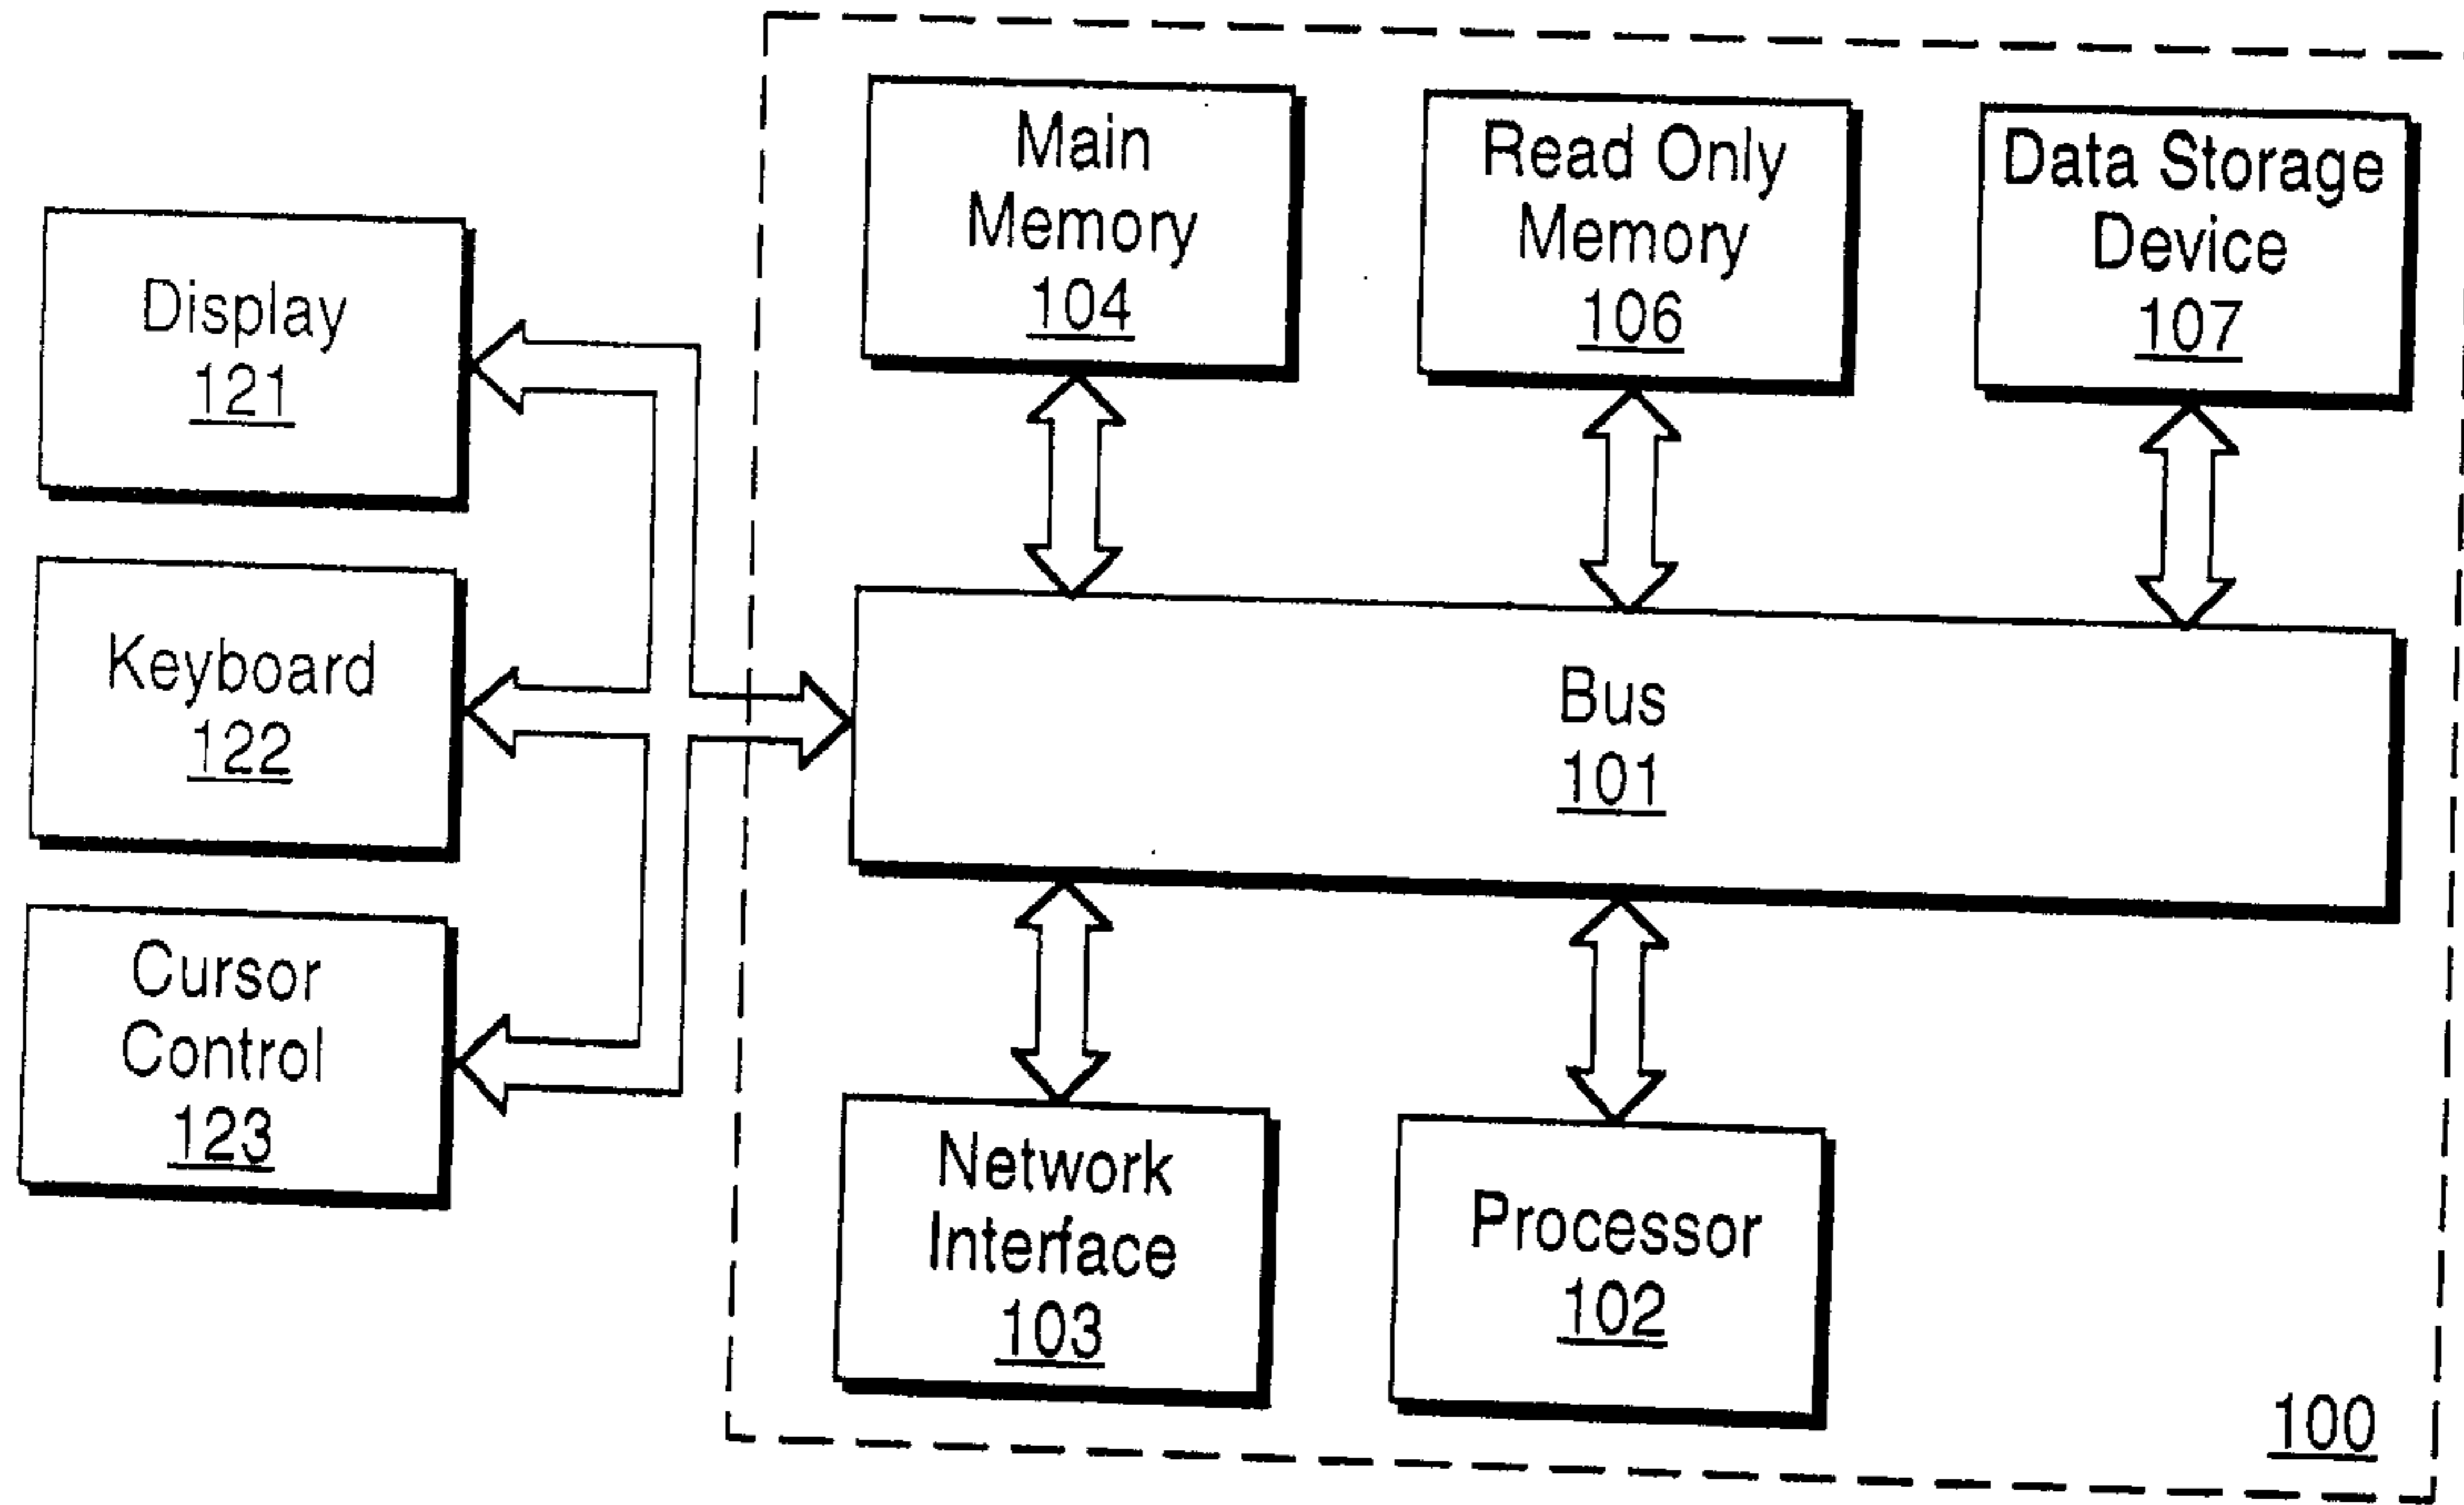 Main
Memory
104
Read Only
Memory
106
Data Storage
Device
107
Display
121
Keyboard
122
Bus
101
Cursor
Control
123
Network
Interface
103
Processor
102
100